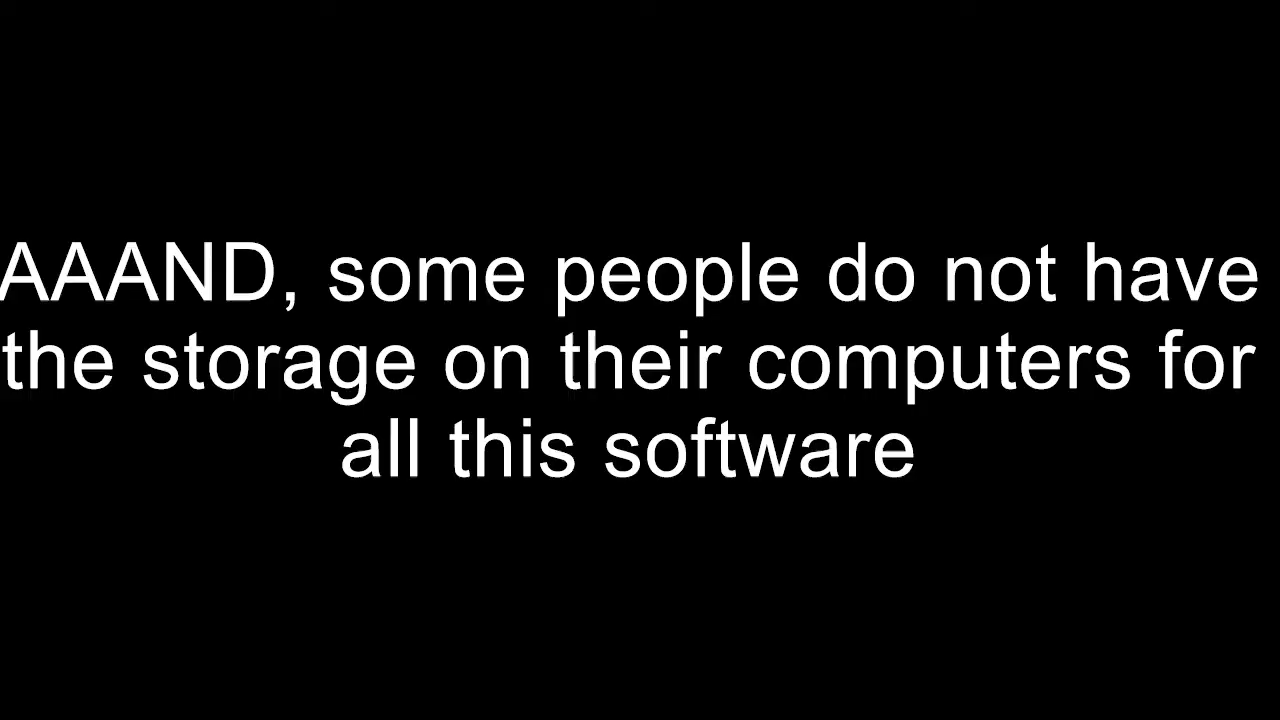 AAAND, some people do not have
the storage on their computers for
all this software